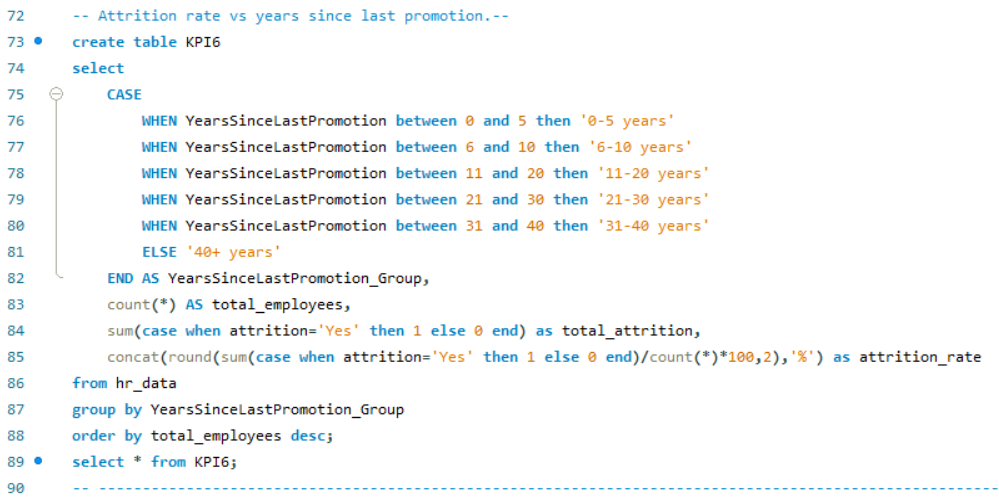 72 -- Attrition rate vs years since last promotion.--
73 create table KPI6
74 select
75 CASE
76 WHEN YearsSinceLastPromotion between 0 and 5 then '0-5 years'
77 WHEN YearsSinceLastPromotion between 6 and 10 then '6-10 years'
78 WHEN YearsSinceLastPromotion between 11 and 20 then '11-20 years'
79 WHEN YearsSinceLastPromotion between 21 and 30 then '21-30 years'
80 WHEN YearsSinceLastPromotion between 31 and 40 then '31-40 years'
81 ELSE '40+ years'
82 END AS YearsSinceLastPromotion_Group,
83 count(*) AS total_employees,
84 sum(case when attrition='Yes' then 1 else 0 end) as total_attrition,
85 concat(round(sum(case when attrition='Yes' then 1 else 0 end)/count(*)*100,2),'%') as attrition_rate
86 from hr_data
87 group by YearsSinceLastPromotion_Group
88 order by total_employees desc;
89 select * from KPI6;
90 -- ----------------------------------------------------------------------------------------------------